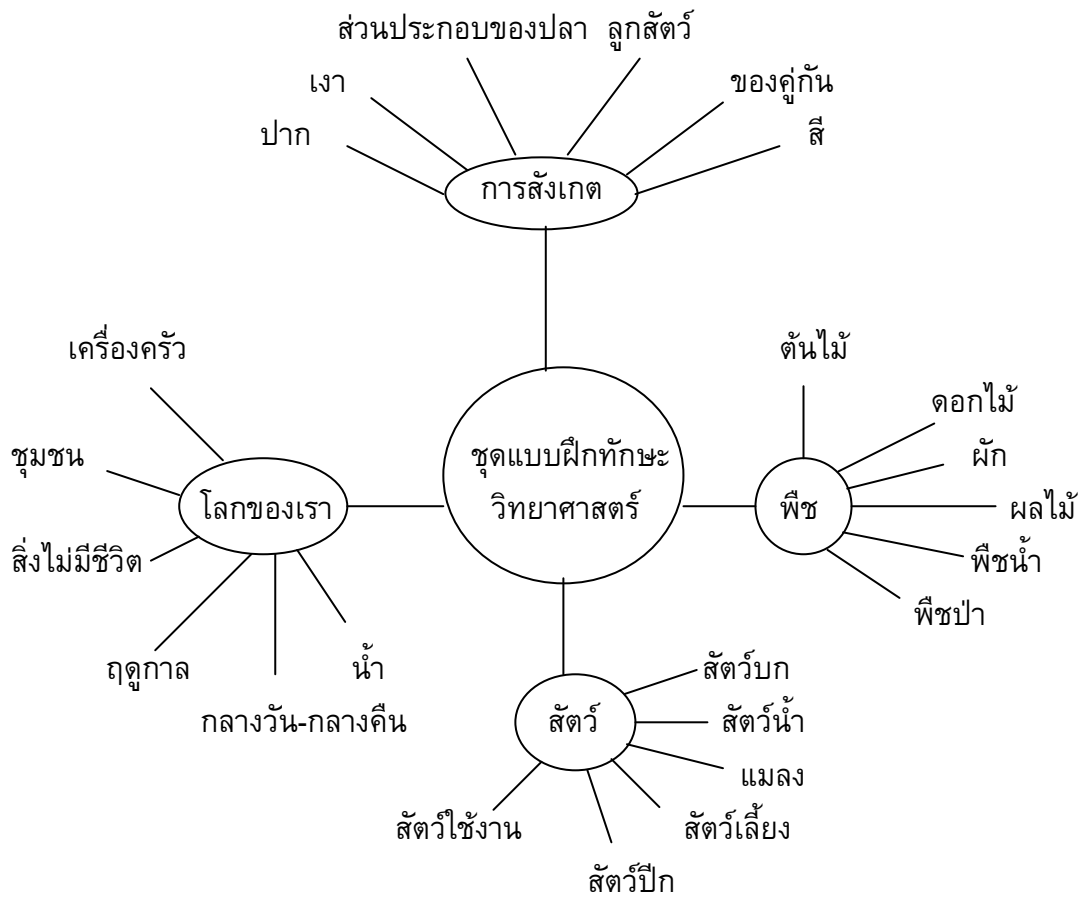 ส่วนประกอบของปลา ลูกสัตว์
เงา
ของคู่กัน
ปาก
สี
การสังเกต
เครื่องครัว
ต้นไม้
ดอกไม้
ชุมชน
ผัก
ชุดแบบฝึกทักษะ
วิทยาศาสตร์
โลกของเรา
พืช
ผลไม้
สิ่งไม่มีชีวิต
พืชน้ำ
พืชป่า
ฤดูกาล
น้ำ
สัตว์บก
กลางวัน-กลางคืน
สัตว์
สัตว์น้ำ
แมลง
สัตว์ใช้งาน
สัตว์เลี้ยง
สัตว์ปีก